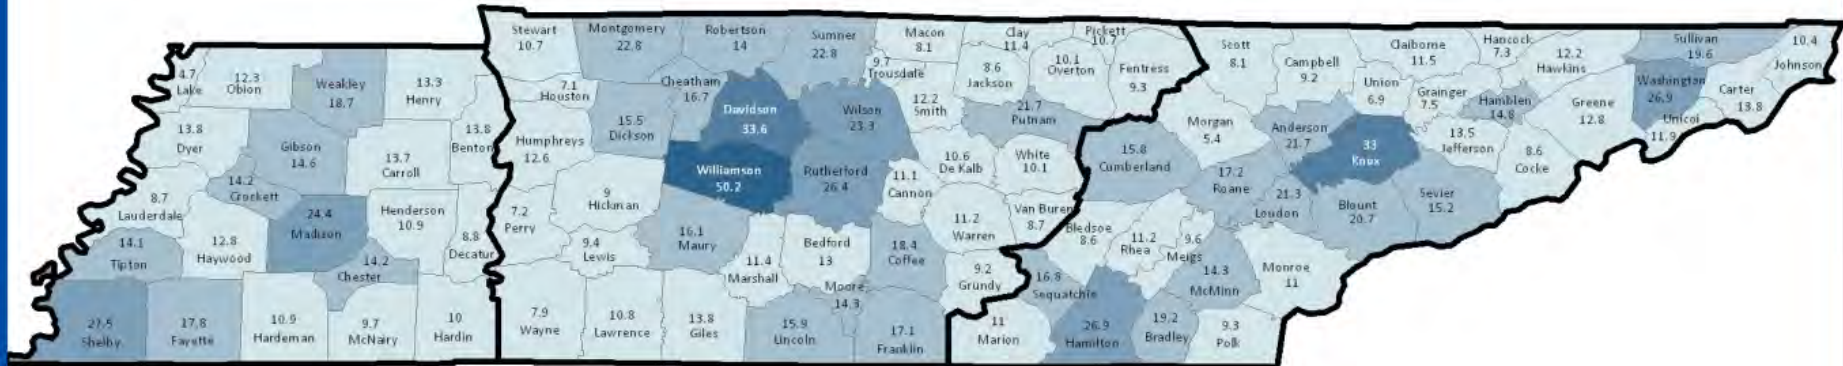 4.7
Lake
12.3
Obion
Weakley
18.7
13.3
Henry
13.8
Dyer
Gibson
14.6
13.7
Carroll
13.8
Benton
14.2
Crockett
8.7
Lauderdale
24.4
Madison
Henderson
10.9
8.8
Decatur
14.1
Tipton
12.8
Haywood
14.2
Chester
27.5
Shelby
17.8
Fayette
10.9
Hardeman
9.7
McNairy
10
Hardin
Stewart
10.7
Montgomery
22.8
Robertson
14
Sumner
22.8
Macon
8.1
Clay
11.4
Pickett
10.7
7.1
Houston
Cheatham
16.7
9.7
Trousdale
8.6
Jackson
10.1
Overton
Fentress
9.3
Humphreys
12.6
15.5
Dickson
Davidson
33.6
Wilson
23.3
12.2
Smith
21.7
Putnam
Williamson
50.2
Rutherford
26.4
10.6
De Kalb
White
10.1
11.1
Cannon
7.2
Perry
9
Hickman
9.4
Lewis
16.1
Maury
11.4
Marshall
Bedford
13
18.4
Coffee
11.2
Warren
Van Buren
8.7
Moore
14.3
9.2
Grundy
7.9
Wayne
10.8
Lawrence
13.8
Giles
15.9
Lincoln
17.1
Franklin
Scott
8.1
Campbell
9.2
Claiborne
11.5
Hancock
7.3
12.2
Hawkins
Sullivan
19.6
10.4
Johnson
Union
6.9
Grainger
7.5
Hamblen
14.8
Greene
12.8
Washington
26.9
Carter
13.8
Unicoi
11.9
Morgan
5.4
Anderson
21.7
33
Knox
13.5
Jefferson
8.6
Cocke
15.8
Cumberland
17.2
Roane
21.3
Loudon
Blount
20.7
Sevier
15.2
Bledsoe
8.6
11.2
Rhea
9.6
Meigs
14.3
McMinn
Monroe
11
16.8
Sequatchie
11
Marion
26.9
Hamilton
19.2
Bradley
9.3
Polk